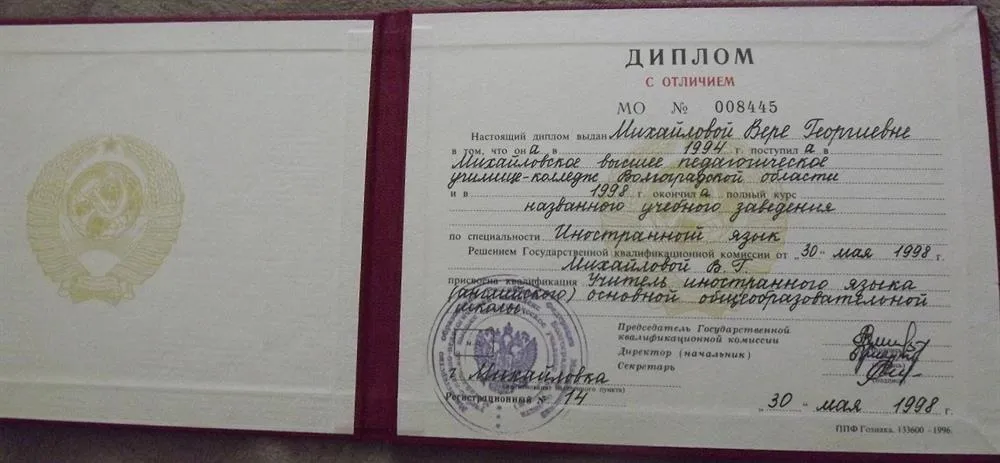 ДИПЛОМ
С ОТЛИЧИЕМ
МО № 008445
Настоящий диплом выдан Михайловой Вере Георгиевне
в том, что она в 1994 г. поступила в
Михайловское высшее педагогическое
училище-колледж Волгоградской области
и в 1998 г. окончила полный курс
названного учебного заведения
по специальности Иностранный язык
Решением Государственной квалификационной комиссии от „30“ мая 1998 г.
Михайловой В. Г.
присвоена квалификация Учитель иностранного языка
(английского) основной общеобразовательной
школы
Председатель Государственной
квалификационной комиссии
Директор (начальник)
Секретарь
г. Михайловка
Регистрационный № 14
„30“ мая 1998 г.
ППФ Гознака. 133600 - 1996.